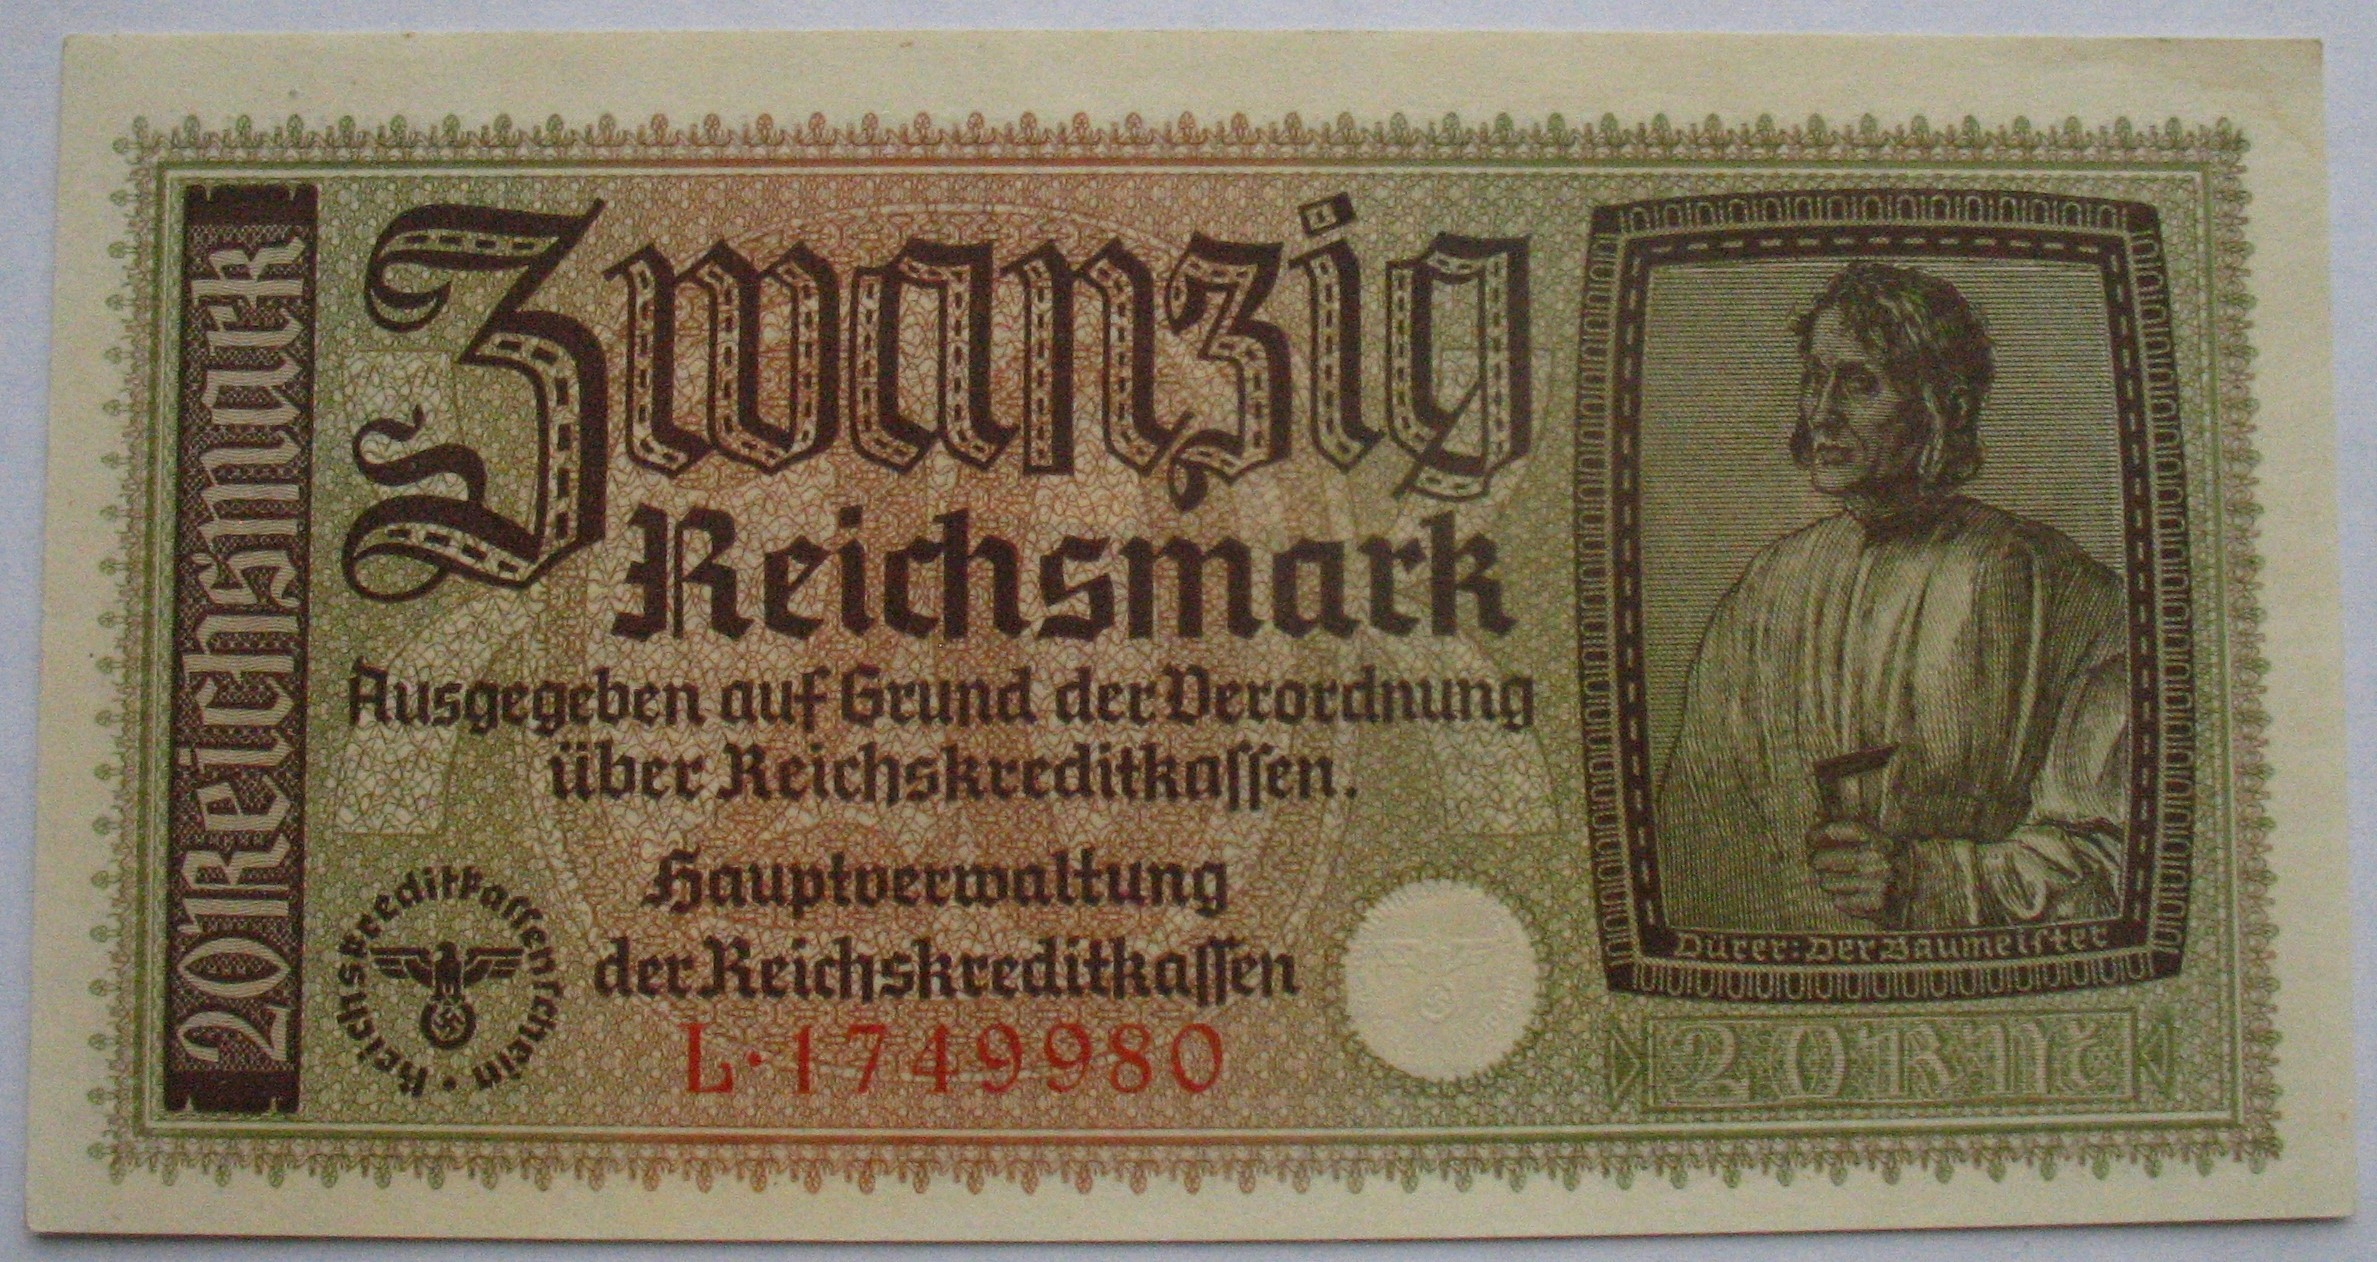 20 Reichsmark
Zwanzig
Reichsmark
Ausgegeben auf Grund der Verordnung
über Reichskreditkassen.
Hauptverwaltung
der Reichskreditkassen
L·1749980
Reichskreditkassenschein ·
Dürer: Der Baumeister
20 RM